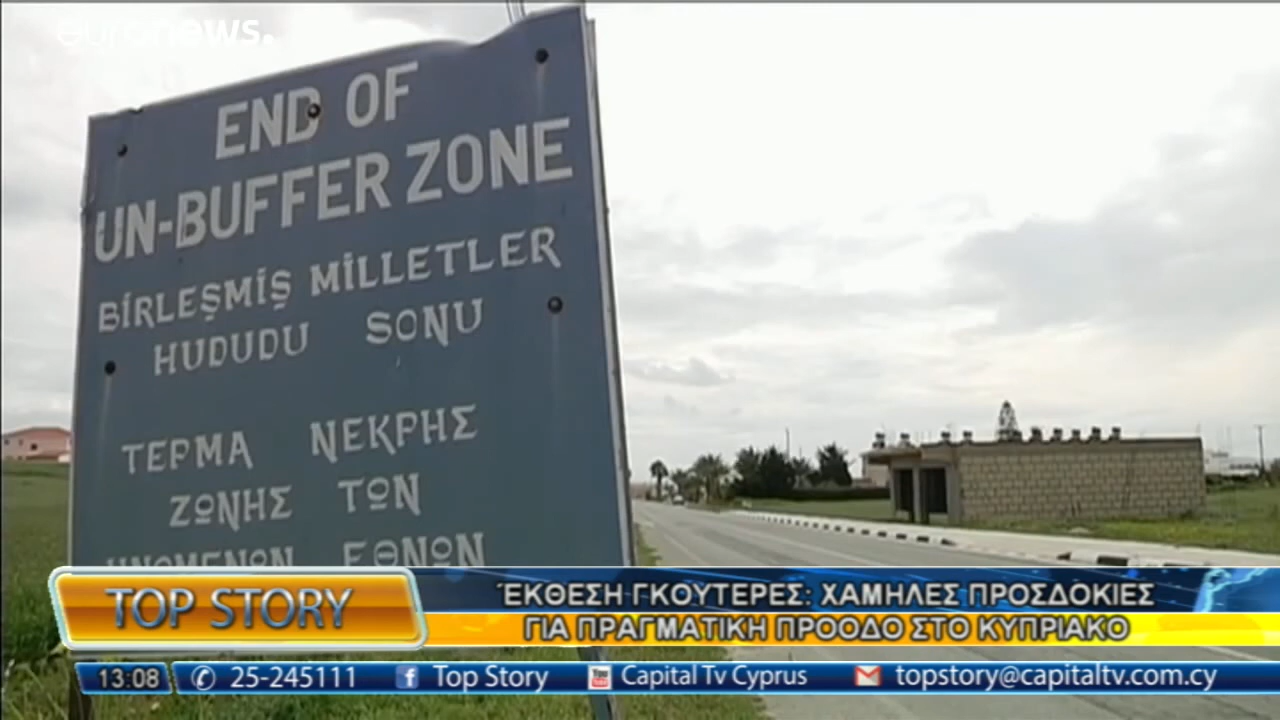 euronews.
END OF
UN-BUFFER ZONE
BİRLEŞMİŞ MİLLETLER
HUDUDU SONU
ΤΕΡΜΑ ΝΕΚΡΗΣ
ΖΩΝΗΣ ΤΩΝ
ΗΝΩΜΕΝΩΝ ΕΘΝΩΝ
TOP STORY
ΈΚΘΕΣΗ ΓΚΟΥΤΕΡΕΣ: ΧΑΜΗΛΕΣ ΠΡΟΣΔΟΚΙΕΣ
ΓΙΑ ΠΡΑΓΜΑΤΙΚΗ ΠΡΟΟΔΟ ΣΤΟ ΚΥΠΡΙΑΚΟ
13:08 25-245111 Top Story Capital Tv Cyprus topstory@capitaltv.com.cy